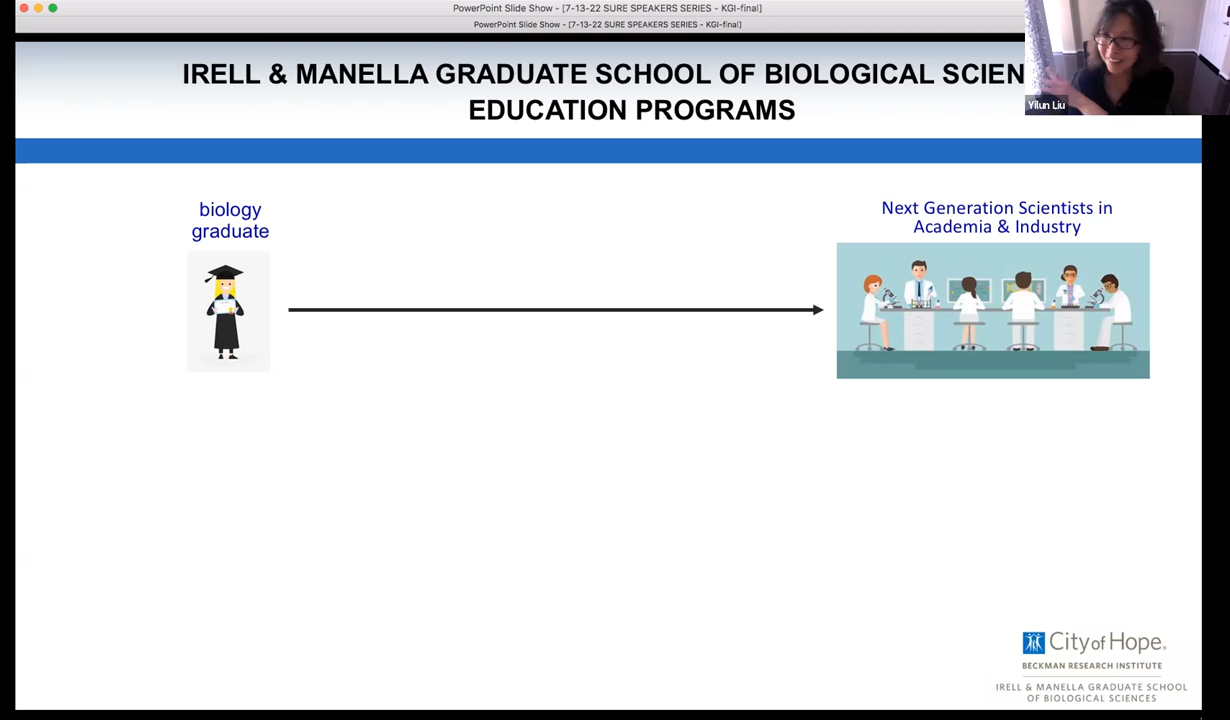 PowerPoint Slide Show - [7-13-22 SURE SPEAKERS SERIES - KGI-final]
PowerPoint Slide Show - [7-13-22 SURE SPEAKERS SERIES - KGI-final]
IRELL & MANELLA GRADUATE SCHOOL OF BIOLOGICAL SCIEN
EDUCATION PROGRAMS
Yilun Liu
biology
graduate
Next Generation Scientists in
Academia & Industry
City of Hope.
BECKMAN RESEARCH INSTITUTE
IRELL & MANELLA GRADUATE SCHOOL
OF BIOLOGICAL SCIENCES